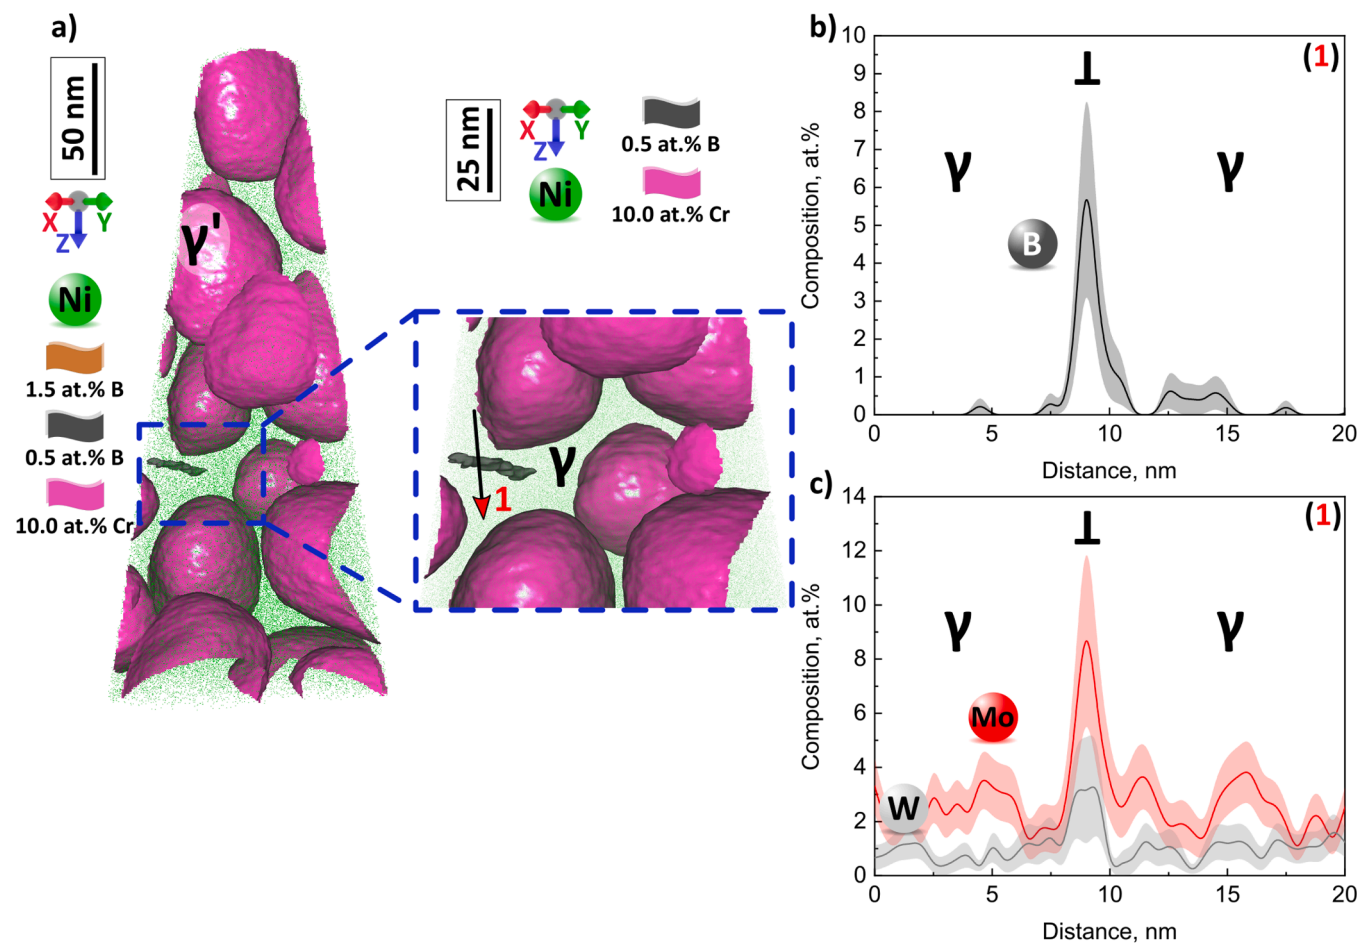 a)
50 nm
X
Y
Z
Ni
1.5 at.% B
0.5 at.% B
10.0 at.% Cr
γ'
25 nm
X
Y
Z
Ni
0.5 at.% B
10.0 at.% Cr
γ
1
b)
(1)
Composition, at.%
10
9
8
7
6
5
4
3
2
1
0
⊥
γ
γ
B
0
5
10
15
20
Distance, nm
c)
(1)
Composition, at.%
14
12
10
8
6
4
2
0
⊥
γ
γ
Mo
W
0
5
10
15
20
Distance, nm